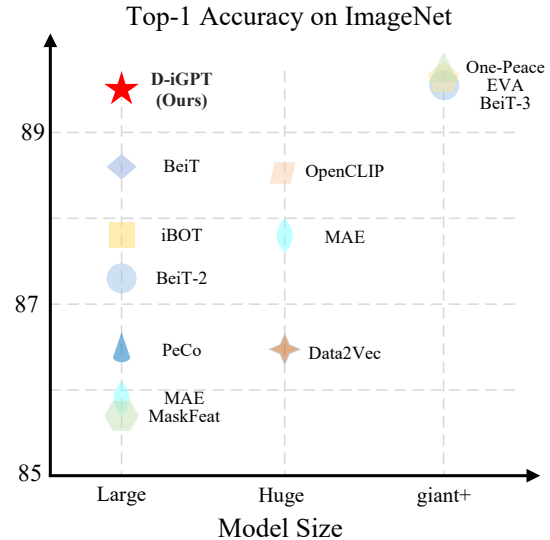 Top-1 Accuracy on ImageNet
D-iGPT
(Ours)
One-Peace
EVA
BeiT-3
89
BeiT
OpenCLIP
iBOT
MAE
BeiT-2
87
PeCo
Data2Vec
MAE
MaskFeat
85
Large
Huge
giant+
Model Size